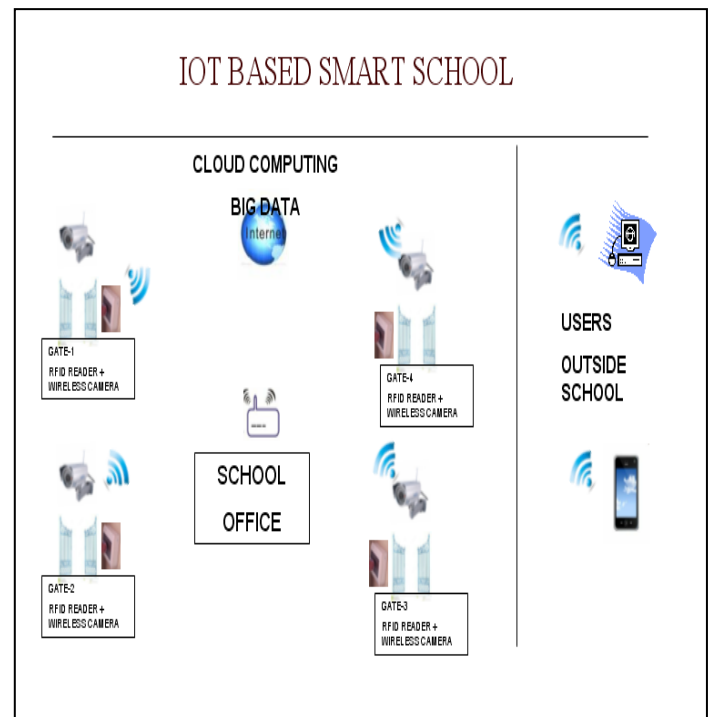 IOT BASED SMART SCHOOL
CLOUD COMPUTING
BIG DATA
Internet
GATE-1
RFID READER +
WIRELESS CAMERA
GATE-4
RFID READER +
WIRELESS CAMERA
USERS
OUTSIDE
SCHOOL
SCHOOL
OFFICE
GATE-2
RFID READER +
WIRELESS CAMERA
GATE-3
RFID READER +
WIRELESS CAMERA